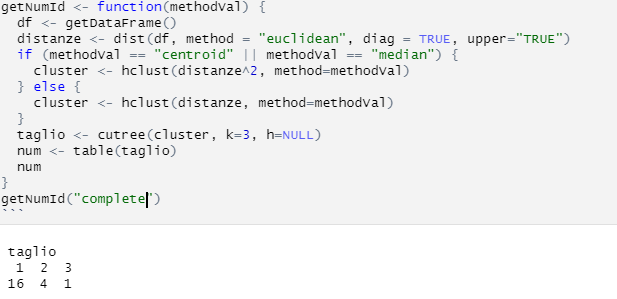 getNumId <- function(methodVal) {
  df <- getDataFrame()
  distanze <- dist(df, method = "euclidean", diag = TRUE, upper="TRUE")
  if (methodVal == "centroid" || methodVal == "median") {
    cluster <- hclust(distanze^2, method=methodVal)
  } else {
    cluster <- hclust(distanze, method=methodVal)
  }
  taglio <- cutree(cluster, k=3, h=NULL)
  num <- table(taglio)
  num
}
getNumId("complete")
```
taglio
 1  2  3
16  4  1